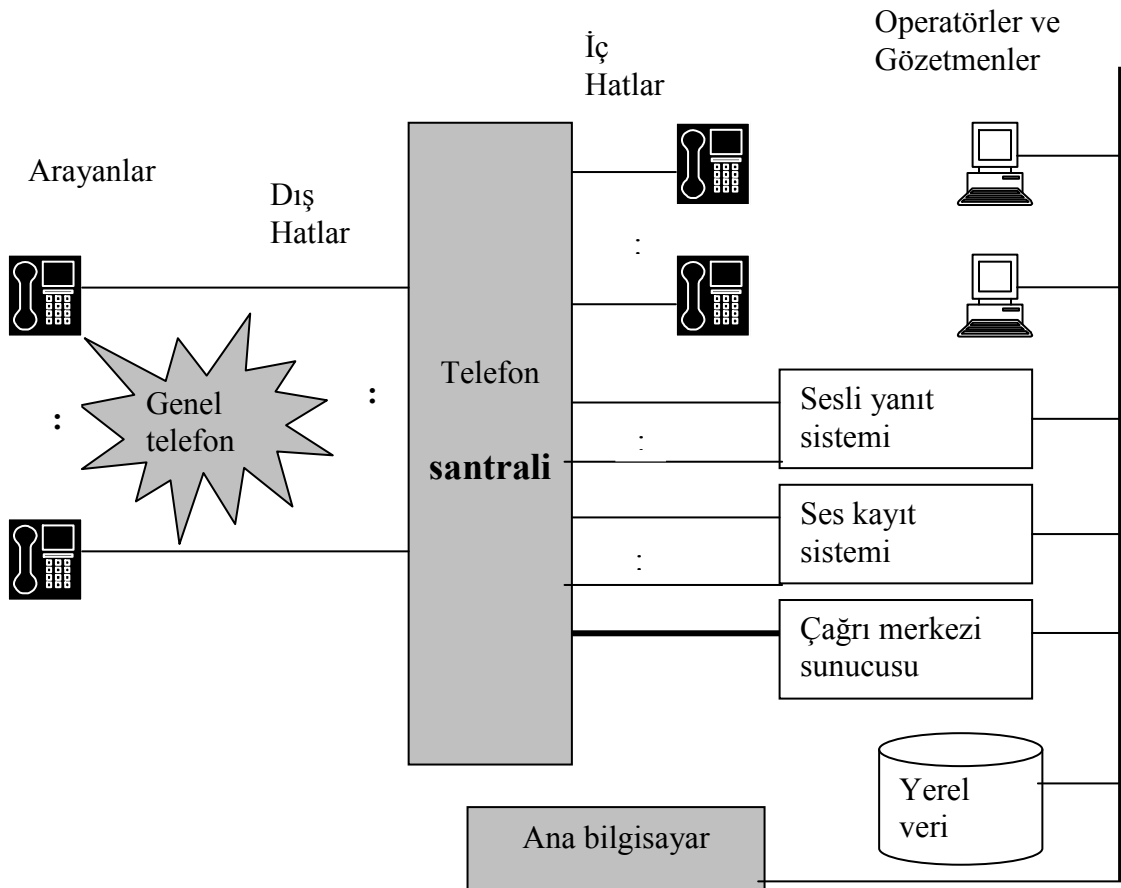 Operatörler ve
Gözetmenler
İç
Hatlar
Arayanlar
Dış
Hatlar
:
:
Genel
telefon
:
:
Telefon
santrali
Sesli yanıt
sistemi
:
Ses kayıt
sistemi
:
Çağrı merkezi
sunucusu
Yerel
veri
Ana bilgisayar